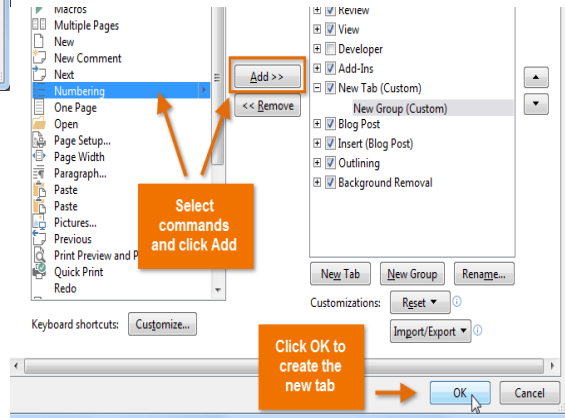 Macros
Multiple Pages
New
New Comment
Next
Numbering
One Page
Open
Page Setup...
Page Width
Paragraph...
Paste
Paste
Pictures...
Previous
Print Preview and P
Quick Print
Redo
Keyboard shortcuts: Customize...
Add >>
<< Remove
Select
commands
and click Add
Review
View
Developer
Add-Ins
New Tab (Custom)
New Group (Custom)
Blog Post
Insert (Blog Post)
Outlining
Background Removal
New Tab New Group Rename...
Customizations: Reset
Import/Export
Click OK to
create the
new tab
OK Cancel